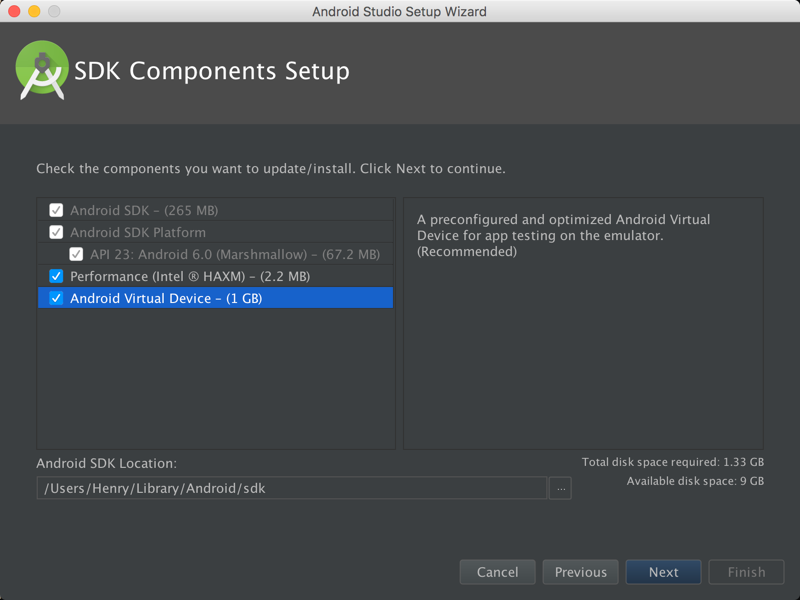 Android Studio Setup Wizard
SDK Components Setup
Check the components you want to update/install. Click Next to continue.
Android SDK – (265 MB)
Android SDK Platform
API 23: Android 6.0 (Marshmallow) – (67.2 MB)
Performance (Intel ® HAXM) – (2.2 MB)
Android Virtual Device – (1 GB)
A preconfigured and optimized Android Virtual
Device for app testing on the emulator.
(Recommended)
Android SDK Location:
/Users/Henry/Library/Android/sdk
...
Total disk space required: 1.33 GB
Available disk space: 9 GB
Cancel
Previous
Next
Finish